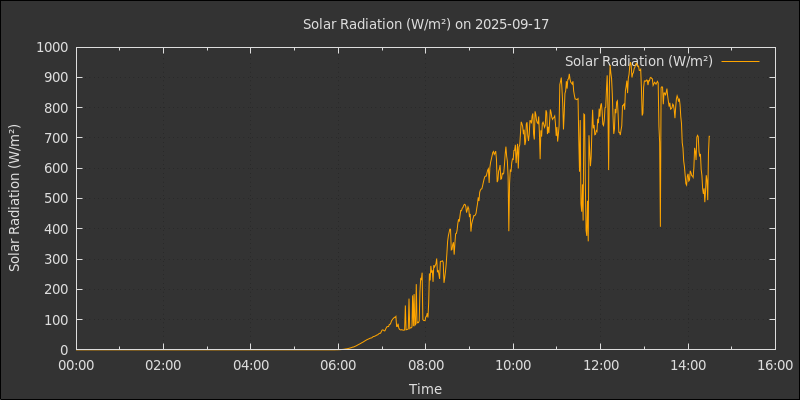 Solar Radiation (W/m²) on 2025-09-17
Solar Radiation (W/m²)
Solar Radiation (W/m²)
1000
900
800
700
600
500
400
300
200
100
0
00:00 02:00 04:00 06:00 08:00 10:00 12:00 14:00 16:00
Time